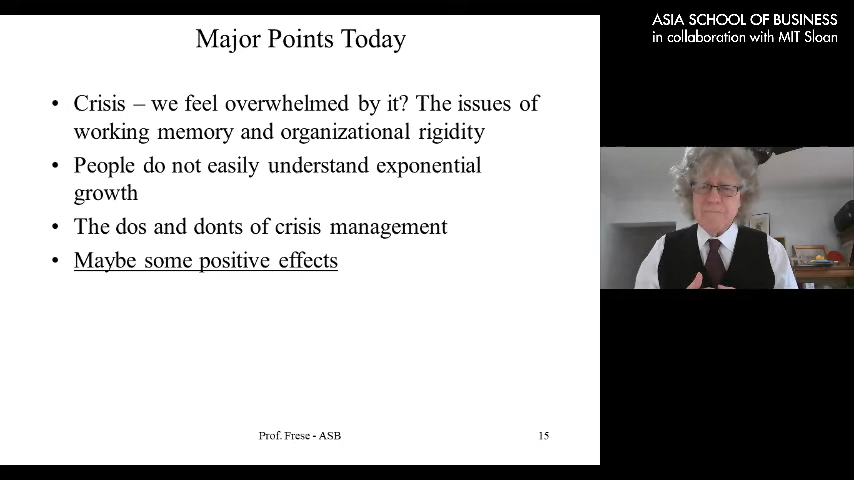 Major Points Today
• Crisis – we feel overwhelmed by it? The issues of
working memory and organizational rigidity
• People do not easily understand exponential
growth
• The dos and donts of crisis management
• Maybe some positive effects
Prof. Frese - ASB
15
ASIA SCHOOL OF BUSINESS
in collaboration with MIT Sloan